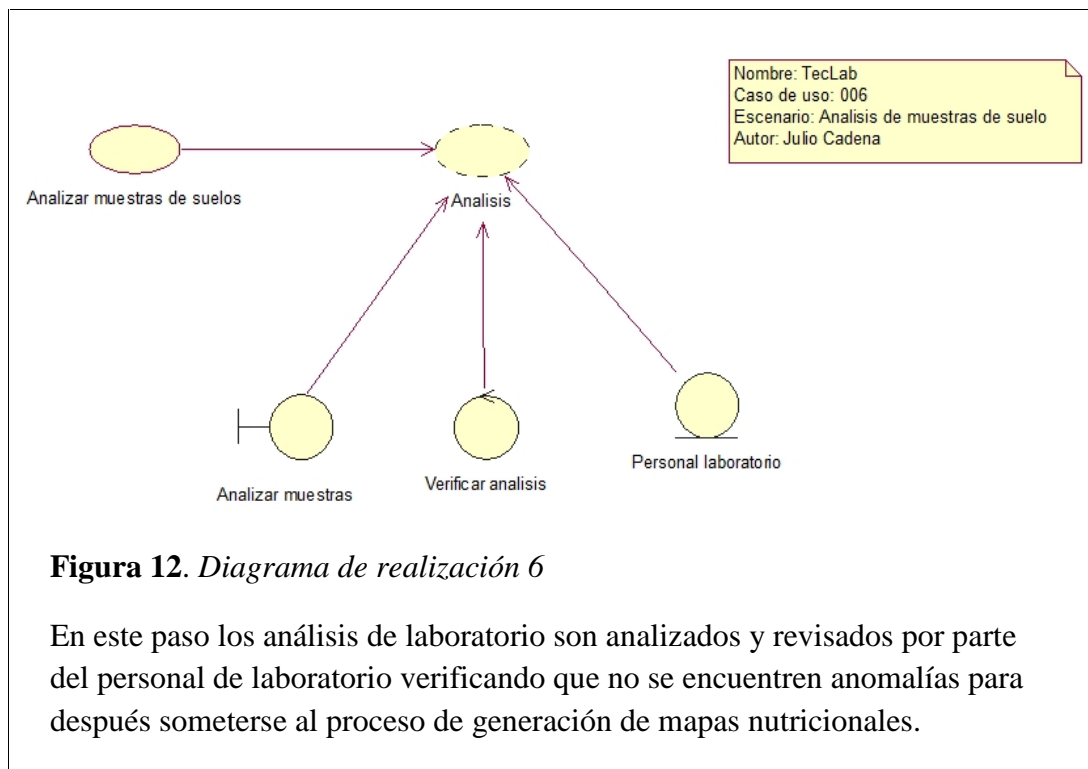 Nombre: TecLab
Caso de uso: 006
Escenario: Analisis de muestras de suelo
Autor: Julio Cadena
Analizar muestras de suelos
Analisis
Analizar muestras
Verificar analisis
Personal laboratorio
Figura 12. Diagrama de realización 6
En este paso los análisis de laboratorio son analizados y revisados por parte
del personal de laboratorio verificando que no se encuentren anomalías para
después someterse al proceso de generación de mapas nutricionales.